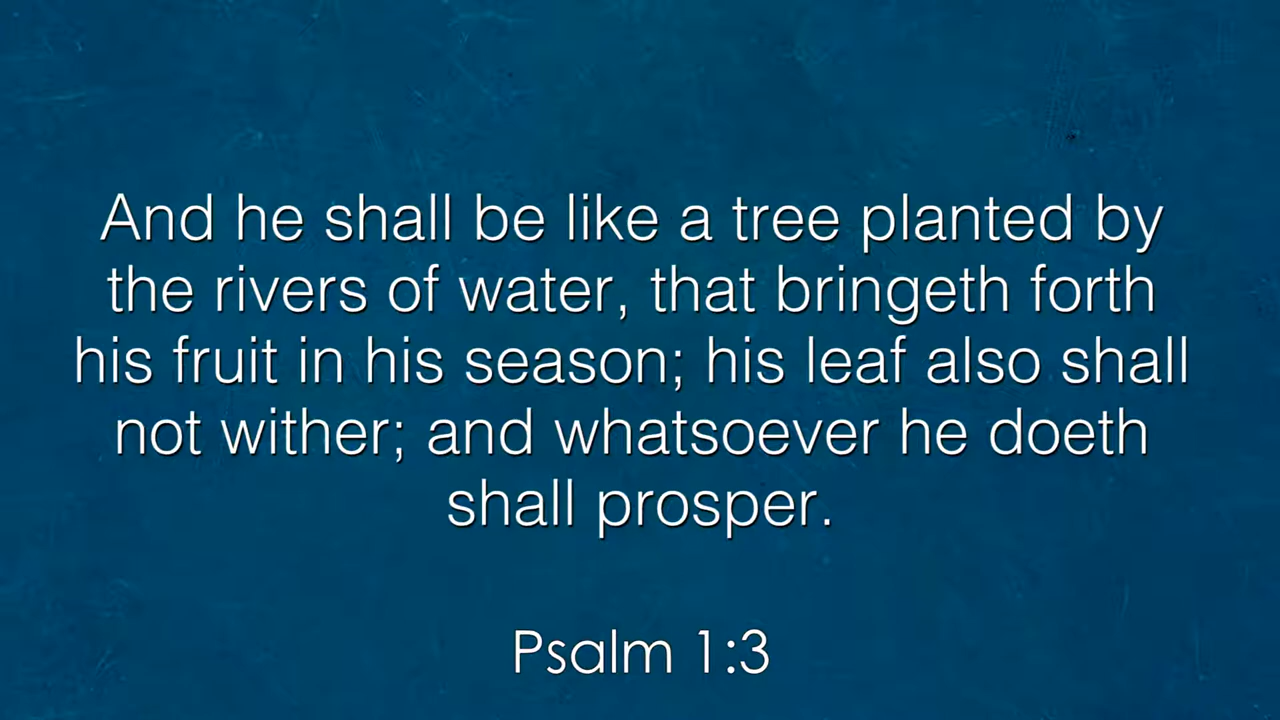 And he shall be like a tree planted by
the rivers of water, that bringeth forth
his fruit in his season; his leaf also shall
not wither; and whatsoever he doeth
shall prosper.
Psalm 1:3